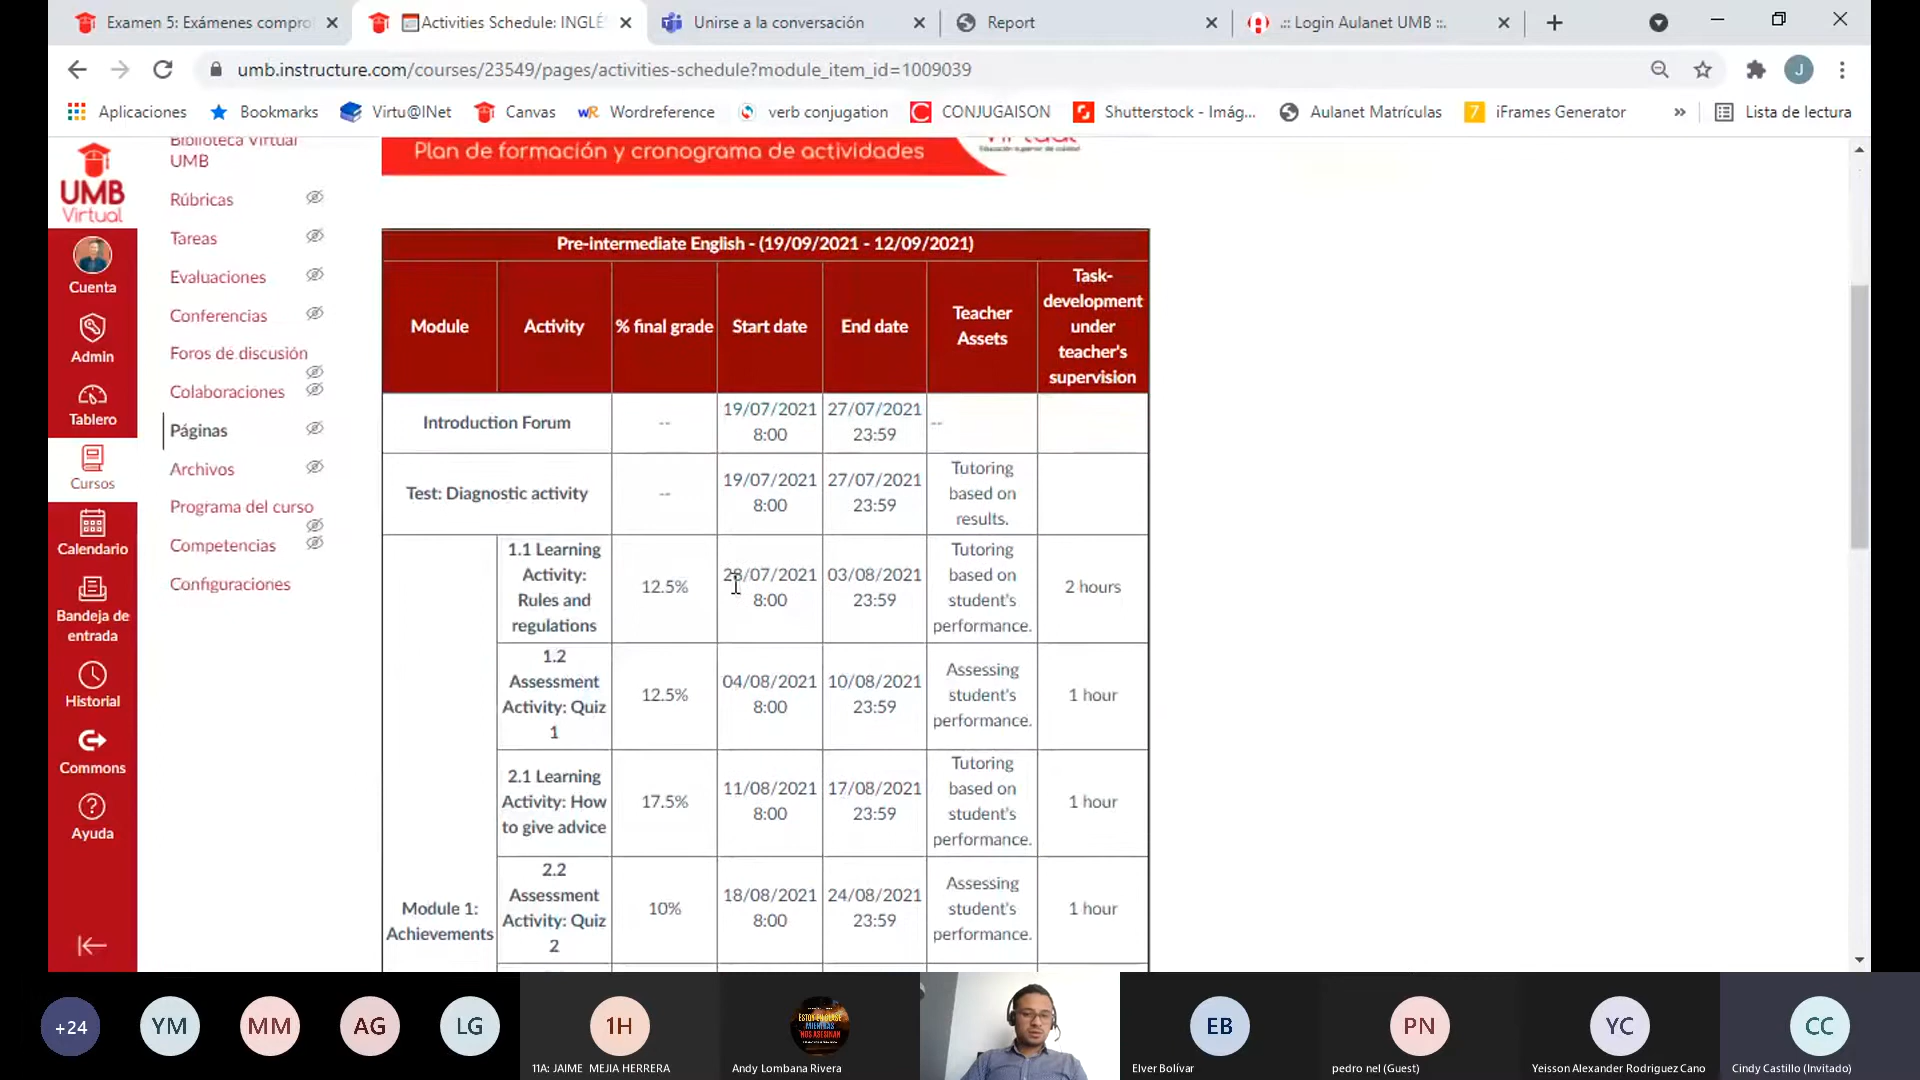 Examen 5: Exámenes compro
Activities Schedule: INGLÉ
Unirse a la conversación
Report
.:: Login Aulanet UMB ::.
umb.instructure.com/courses/23549/pages/activities-schedule?module_item_id=1009039
J
Aplicaciones
Bookmarks
Virtu@lNet
Canvas
Wordreference
verb conjugation
CONJUGAISON
Shutterstock - Imág...
Aulanet Matrículas
7
iFrames Generator
»
Lista de lectura
UMB
Virtual
Cuenta
Admin
Tablero
Cursos
Calendario
Bandeja de
entrada
Historial
Commons
Ayuda
Biblioteca Virtual
UMB
Rúbricas
Tareas
Evaluaciones
Conferencias
Foros de discusión
Colaboraciones
Páginas
Archivos
Programa del curso
Competencias
Configuraciones
Plan de formación y cronograma de actividades
Virtual
Pre-intermediate English - (19/09/2021 - 12/09/2021)
Module
Activity
% final grade
Start date
End date
Teacher
Assets
Task-
development
under
teacher's
supervision
Introduction Forum
--
19/07/2021
8:00
27/07/2021
23:59
--
Test: Diagnostic activity
--
19/07/2021
8:00
27/07/2021
23:59
Tutoring
based on
results.
Module 1:
Achievements
1.1 Learning
Activity:
Rules and
regulations
12.5%
28/07/2021
8:00
03/08/2021
23:59
Tutoring
based on
student's
performance.
2 hours
1.2
Assessment
Activity: Quiz
1
12.5%
04/08/2021
8:00
10/08/2021
23:59
Assessing
student's
performance.
1 hour
2.1 Learning
Activity: How
to give advice
17.5%
11/08/2021
8:00
17/08/2021
23:59
Tutoring
based on
student's
performance.
1 hour
2.2
Assessment
Activity: Quiz
2
10%
18/08/2021
8:00
24/08/2021
23:59
Assessing
student's
performance.
1 hour
+24
YM
MM
AG
LG
1H
11A: JAIME MEJIA HERRERA
ESTOY EN CLASE
MIENTRAS
NOS ASESINAN
Andy Lombana Rivera
EB
Elver Bolívar
PN
pedro nel (Guest)
YC
Yeisson Alexander Rodriguez Cano
CC
Cindy Castillo (Invitado)